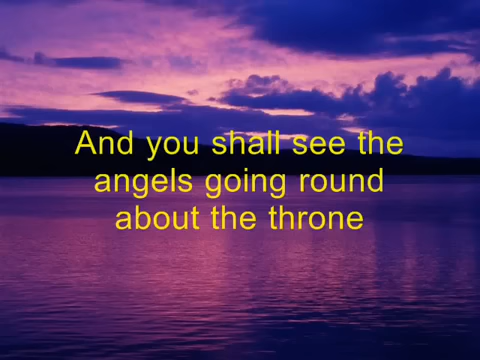 And you shall see the
angels going round
about the throne